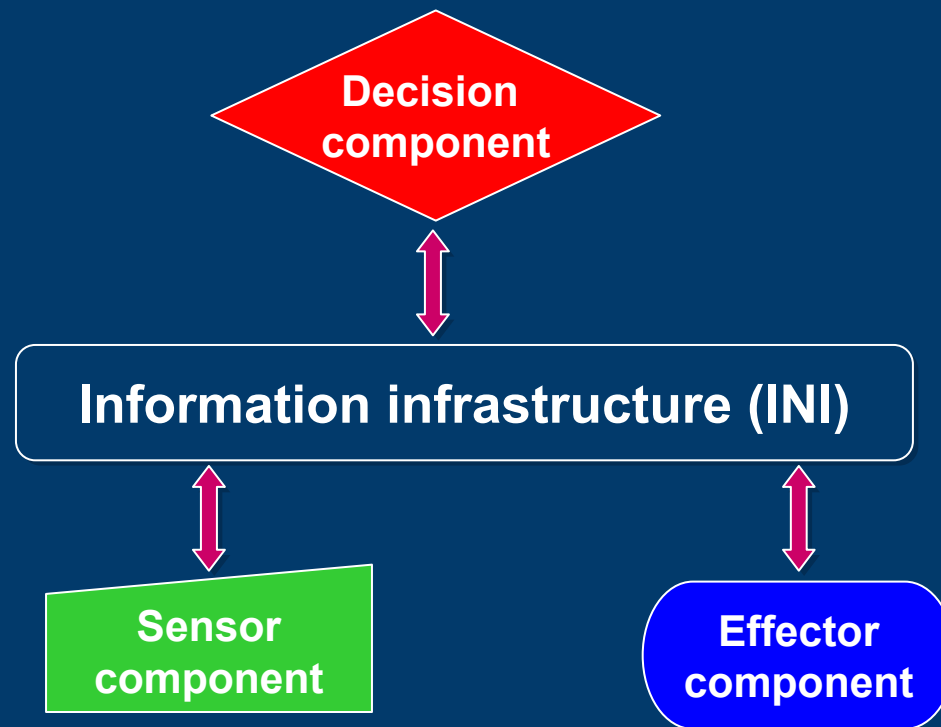 Decision
component
Information infrastructure (INI)
Sensor
component
Effector
component